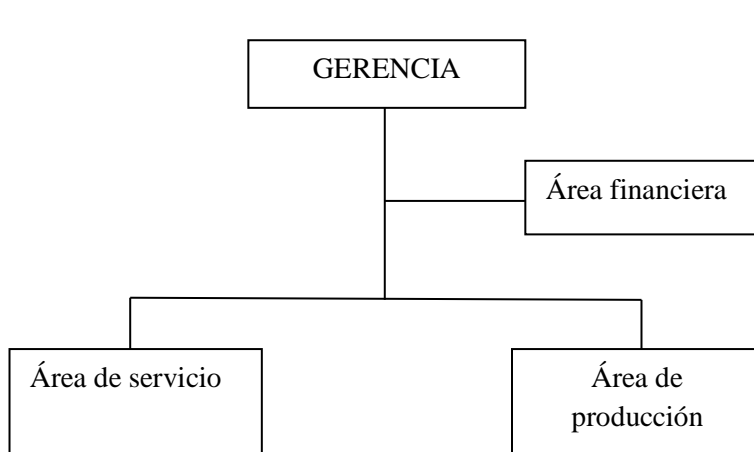 GERENCIA
Área financiera
Área de servicio
Área de
producción